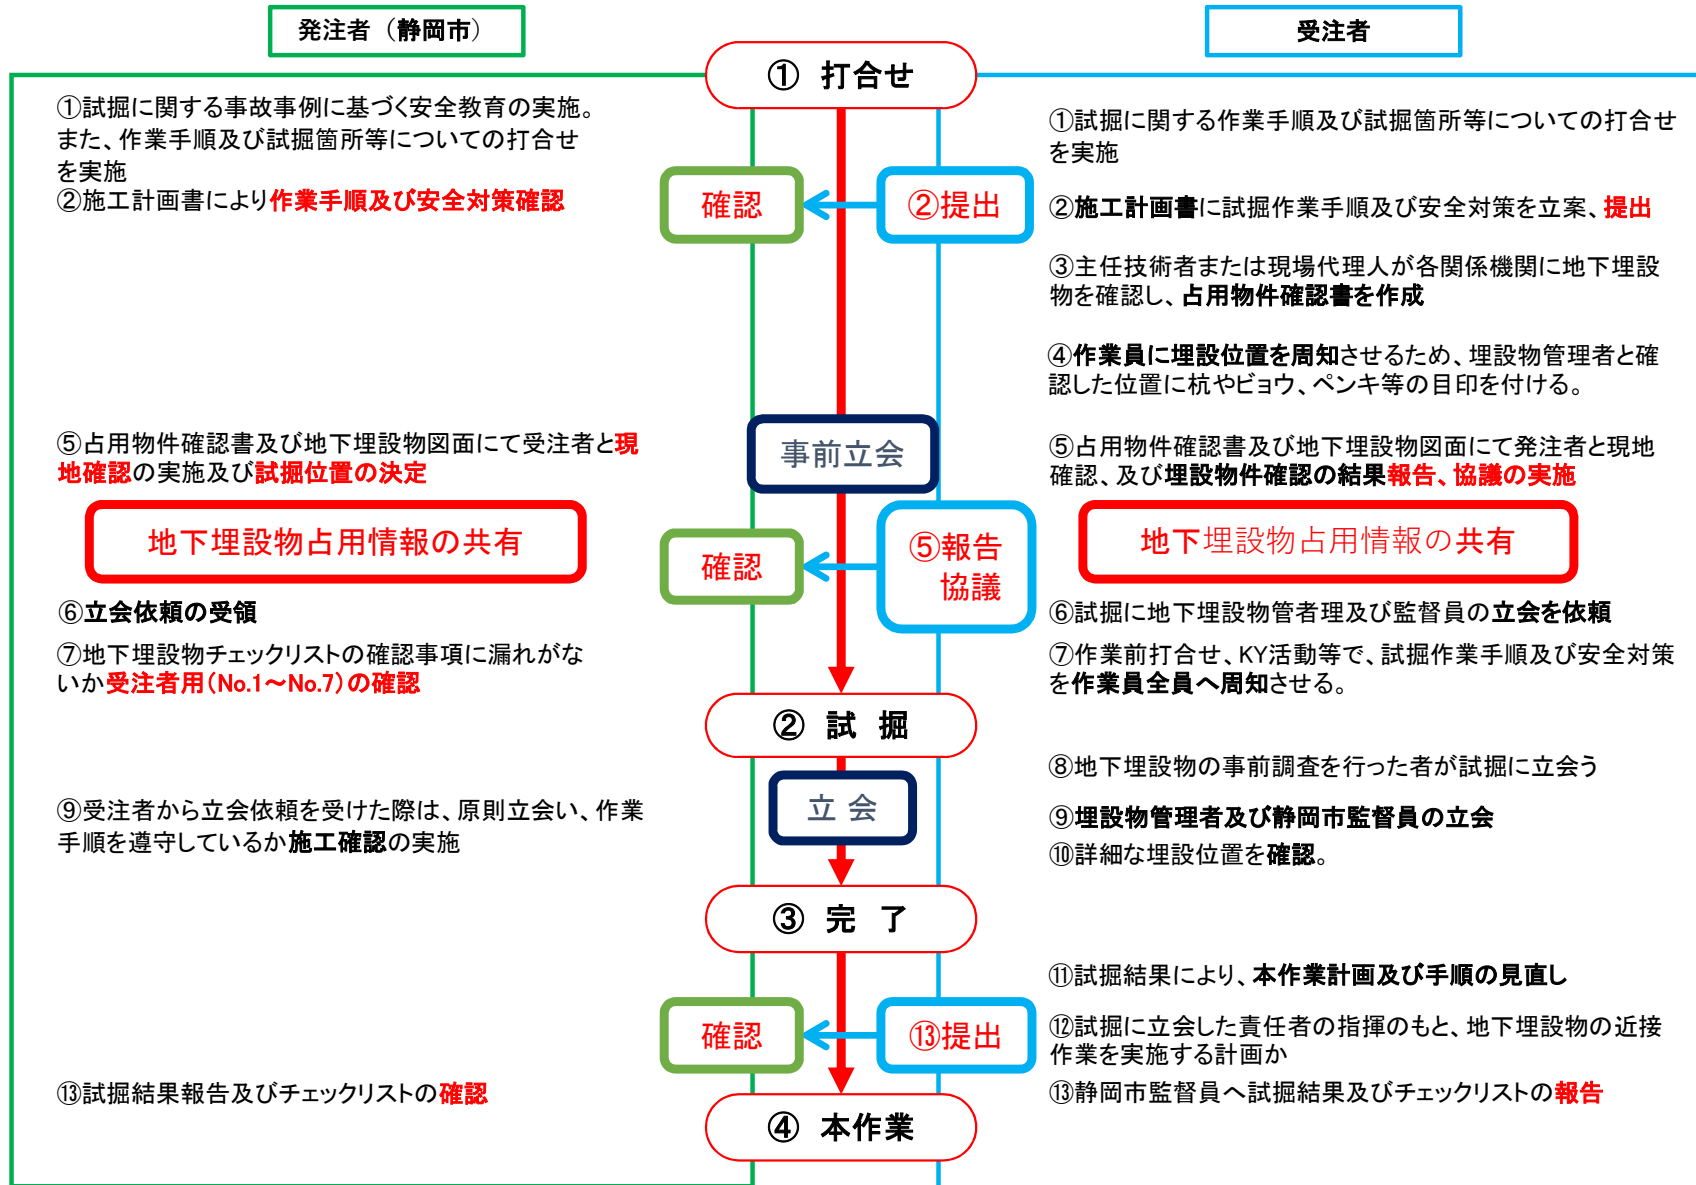 発注者（静岡市）
受注者
① 打合せ
①試掘に関する事故事例に基づく安全教育の実施。
また、作業手順及び試掘箇所等についての打合せ
を実施
②施工計画書により作業手順及び安全対策確認
①試掘に関する作業手順及び試掘箇所等についての打合せ
を実施
確認
②提出
②施工計画書に試掘作業手順及び安全対策を立案、提出
③主任技術者または現場代理人が各関係機関に地下埋設
物を確認し、占用物件確認書を作成
④作業員に埋設位置を周知させるため、埋設物管理者と確
認した位置に杭やビョウ、ペンキ等の目印を付ける。
⑤占用物件確認書及び地下埋設物図面にて受注者と現
地確認の実施及び試掘位置の決定
事前立会
⑤占用物件確認書及び地下埋設物図面にて発注者と現地
確認、及び埋設物件確認の結果報告、協議の実施
地下埋設物占用情報の共有
確認
⑤報告
協議
地下埋設物占用情報の共有
⑥立会依頼の受領
⑦地下埋設物チェックリストの確認事項に漏れがな
いか受注者用(No.1～No.7)の確認
⑥試掘に地下埋設物管者理及び監督員の立会を依頼
⑦作業前打合せ、KY活動等で、試掘作業手順及び安全対策
を作業員全員へ周知させる。
② 試 掘
⑧地下埋設物の事前調査を行った者が試掘に立会う
立 会
⑨受注者から立会依頼を受けた際は、原則立会い、作業
手順を遵守しているか施工確認の実施
⑨埋設物管理者及び静岡市監督員の立会
⑩詳細な埋設位置を確認。
③ 完 了
⑪試掘結果により、本作業計画及び手順の見直し
確認
⑬提出
⑫試掘に立会した責任者の指揮のもと、地下埋設物の近接
作業を実施する計画か
⑬試掘結果報告及びチェックリストの確認
⑬静岡市監督員へ試掘結果及びチェックリストの報告
④ 本作業